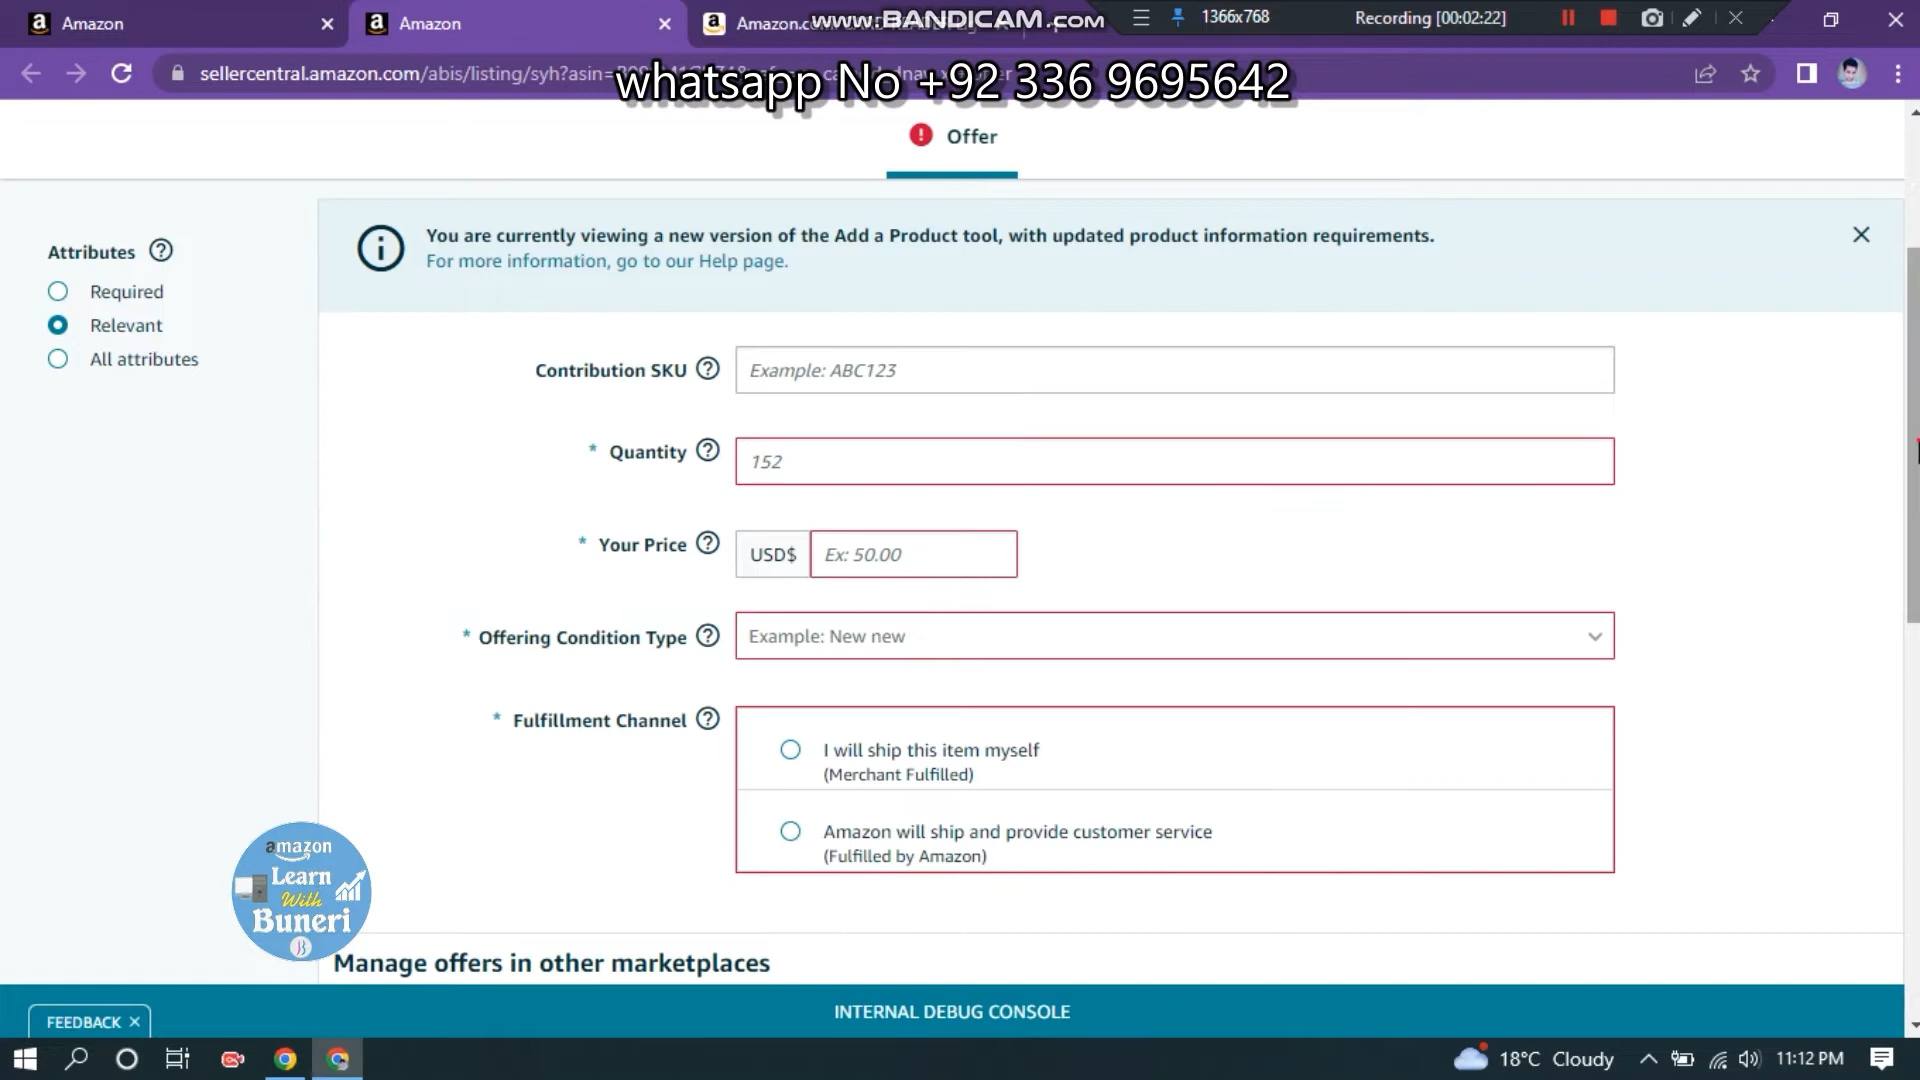 Amazon
Amazon
Amazon.co
www.BANDICAM.com
1366x768
Recording [00:02:22]
sellercentral.amazon.com/abis/listing/syh?asin=
whatsapp No +92 336 9695642
Offer
Attributes
Required
Relevant
All attributes
You are currently viewing a new version of the Add a Product tool, with updated product information requirements.
For more information, go to our Help page.
Contribution SKU
Example: ABC123
* Quantity
152
* Your Price
USD$
Ex: 50.00
* Offering Condition Type
Example: New new
* Fulfillment Channel
I will ship this item myself
(Merchant Fulfilled)
Amazon will ship and provide customer service
(Fulfilled by Amazon)
amazon
Learn
With
Buneri
Manage offers in other marketplaces
INTERNAL DEBUG CONSOLE
FEEDBACK
18°C Cloudy
11:12 PM